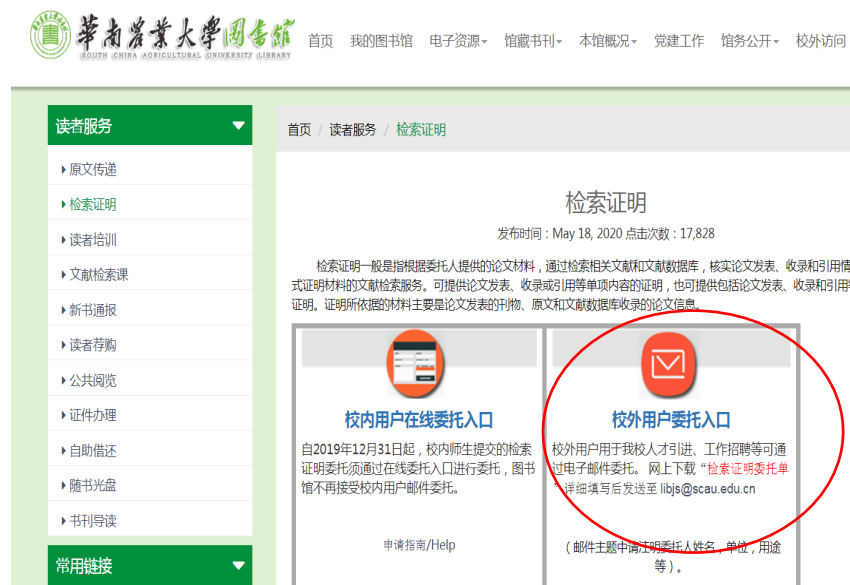 華南農業大學图書館
SOUTH CHINA AGRICULTURAL UNIVERSITY LIBRARY
首页 我的图书馆 电子资源 馆藏书刊 本馆概况 党建工作 馆务公开 校外访问
读者服务
原文传递
检索证明
读者培训
文献检索课
新书通报
读者荐购
公共阅览
证件办理
自助借还
随书光盘
书刊导读
常用链接
首页 / 读者服务 / 检索证明
检索证明
发布时间：May 18, 2020 点击次数：17,828
检索证明一般是指根据委托人提供的论文材料，通过检索相关文献和文献数据库，核实论文发表、收录和引用情
式证明材料的文献检索服务。可提供论文发表、收录或引用等单项内容的证明，也可提供包括论文发表、收录和引用
证明。证明所依据的材料主要是论文发表的刊物、原文和文献数据库收录的论文信息。
校内用户在线委托入口
自2019年12月31日起，校内师生提交的检索
证明委托须通过在线委托入口进行委托，图书
馆不再接受校内用户邮件委托。
申请指南/Help
校外用户委托入口
校外用户用于我校人才引进、工作招聘等可通
过电子邮件委托。 网上下载“检索证明委托单
”详细填写后发送至 libjs@scau.edu.cn
（邮件主题中请注明委托人姓名，单位，用途
等）。